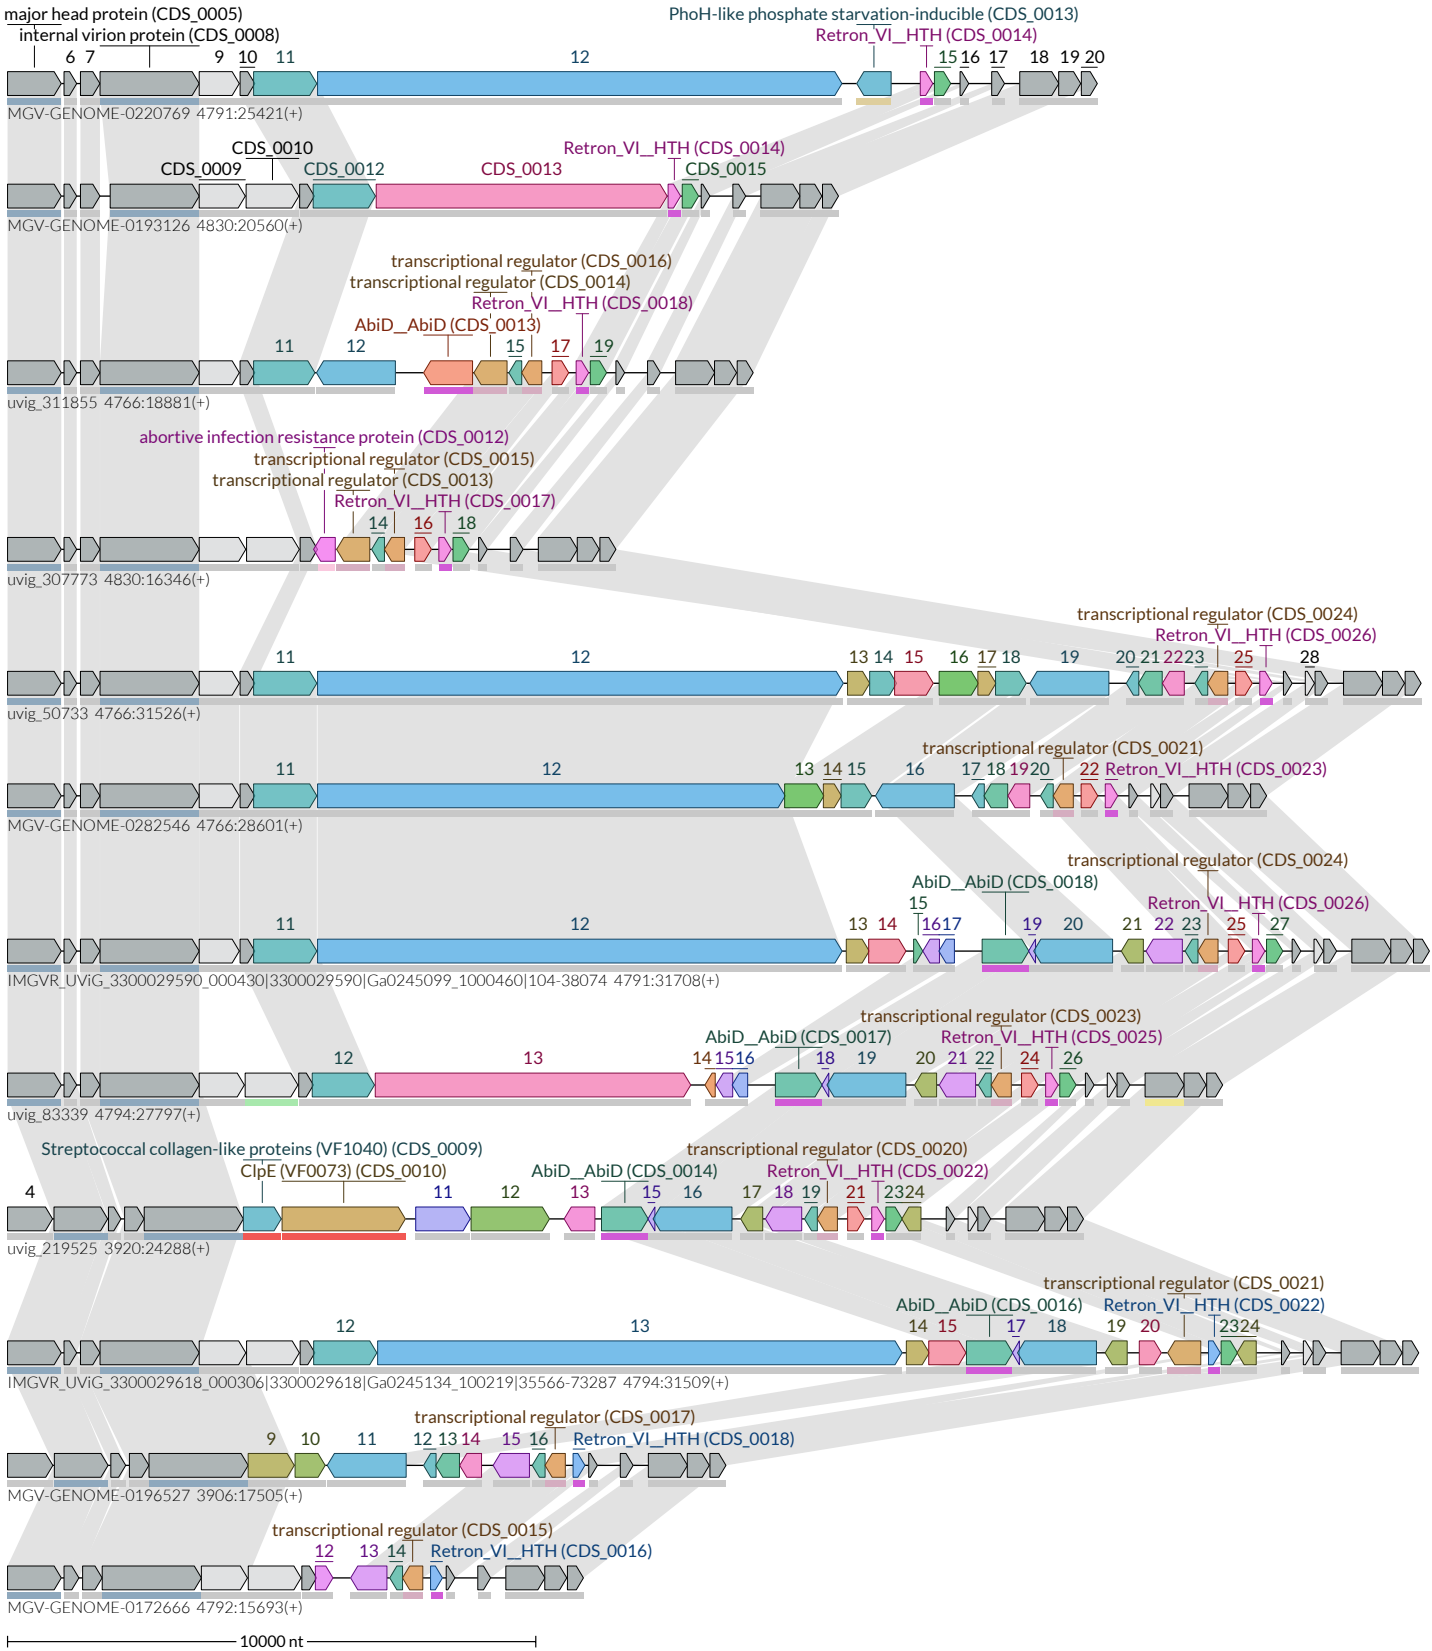 major head protein (CDS_0005) PhoH-like phosphate starvation-inducible (CDS_0013)
internal virion protein (CDS_0008) Retron_VI__HTH (CDS_0014)
6 7 9 10 11 12 15 16 17 18 19 20
MGV-GENOME-0220769 4791:25421(+)
CDS_0010 Retron_VI__HTH (CDS_0014)
CDS_0009 CDS_0012 CDS_0013 CDS_0015
MGV-GENOME-0193126 4830:20560(+)
transcriptional regulator (CDS_0016)
transcriptional regulator (CDS_0014)
Retron_VI__HTH (CDS_0018)
AbiD__AbiD (CDS_0013)
11 12 15 17 19
uvig_311855 4766:18881(+)
abortive infection resistance protein (CDS_0012)
transcriptional regulator (CDS_0015)
transcriptional regulator (CDS_0013)
Retron_VI__HTH (CDS_0017)
14 16 18
uvig_307773 4830:16346(+)
transcriptional regulator (CDS_0024)
Retron_VI__HTH (CDS_0026)
11 12 13 14 15 16 17 18 19 20 21 22 23 25 28
uvig_50733 4766:31526(+)
transcriptional regulator (CDS_0021)
11 12 13 14 15 16 17 18 19 20 22 Retron_VI__HTH (CDS_0023)
MGV-GENOME-0282546 4766:28601(+)
transcriptional regulator (CDS_0024)
AbiD__AbiD (CDS_0018)
15 Retron_VI__HTH (CDS_0026)
11 12 13 14 16 17 19 20 21 22 23 25 27
IMGVR_UViG_3300029590_000430|3300029590|Ga0245099_1000460|104-38074 4791:31708(+)
transcriptional regulator (CDS_0023)
AbiD__AbiD (CDS_0017) Retron_VI__HTH (CDS_0025)
12 13 14 15 16 18 19 20 21 22 24 26
uvig_83339 4794:27797(+)
Streptococcal collagen-like proteins (VF1040) (CDS_0009) transcriptional regulator (CDS_0020)
ClpE (VF0073) (CDS_0010) AbiD__AbiD (CDS_0014) Retron_VI__HTH (CDS_0022)
4 11 12 13 15 16 17 18 19 21 23 24
uvig_219525 3920:24288(+)
transcriptional regulator (CDS_0021)
AbiD__AbiD (CDS_0016) Retron_VI__HTH (CDS_0022)
12 13 14 15 17 18 19 20 23 24
IMGVR_UViG_3300029618_000306|3300029618|Ga0245134_100219|35566-73287 4794:31509(+)
transcriptional regulator (CDS_0017)
9 10 11 12 13 14 15 16 Retron_VI__HTH (CDS_0018)
MGV-GENOME-0196527 3906:17505(+)
transcriptional regulator (CDS_0015)
12 13 14 Retron_VI__HTH (CDS_0016)
MGV-GENOME-0172666 4792:15693(+)
10000 nt